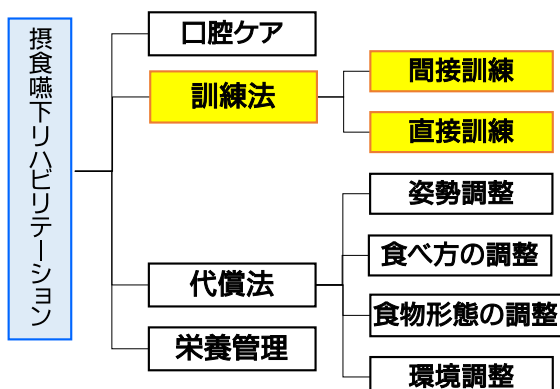 摂食嚥下リハビリテーション
口腔ケア
訓練法
間接訓練
直接訓練
代償法
姿勢調整
食べ方の調整
食物形態の調整
環境調整
栄養管理